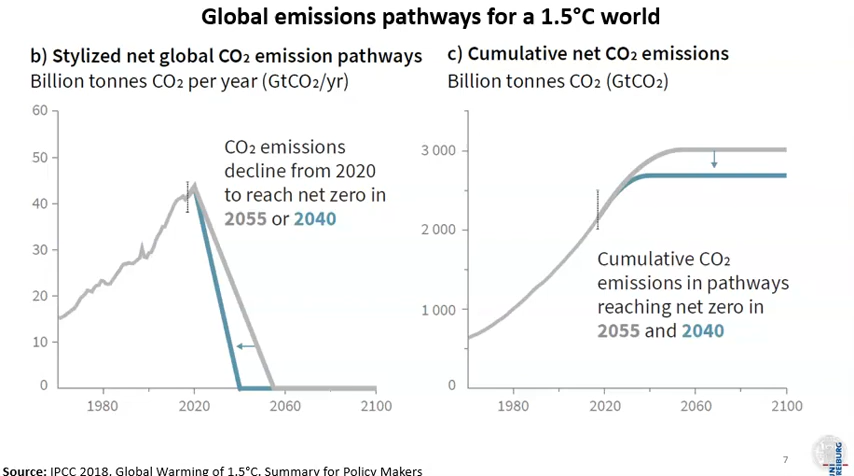 Global emissions pathways for a 1.5°C world
b) Stylized net global CO₂ emission pathways
Billion tonnes CO₂ per year (GtCO₂/yr)
60
50
40
30
20
10
0
1980
2020
2060
2100
CO₂ emissions
decline from 2020
to reach net zero in
2055 or 2040
c) Cumulative net CO₂ emissions
Billion tonnes CO₂ (GtCO₂)
3 000
2 000
1 000
0
1980
2020
2060
2100
Cumulative CO₂
emissions in pathways
reaching net zero in
2055 and 2040
7
Source: IPCC 2018. Global Warming of 1.5°C. Summary for Policy Makers